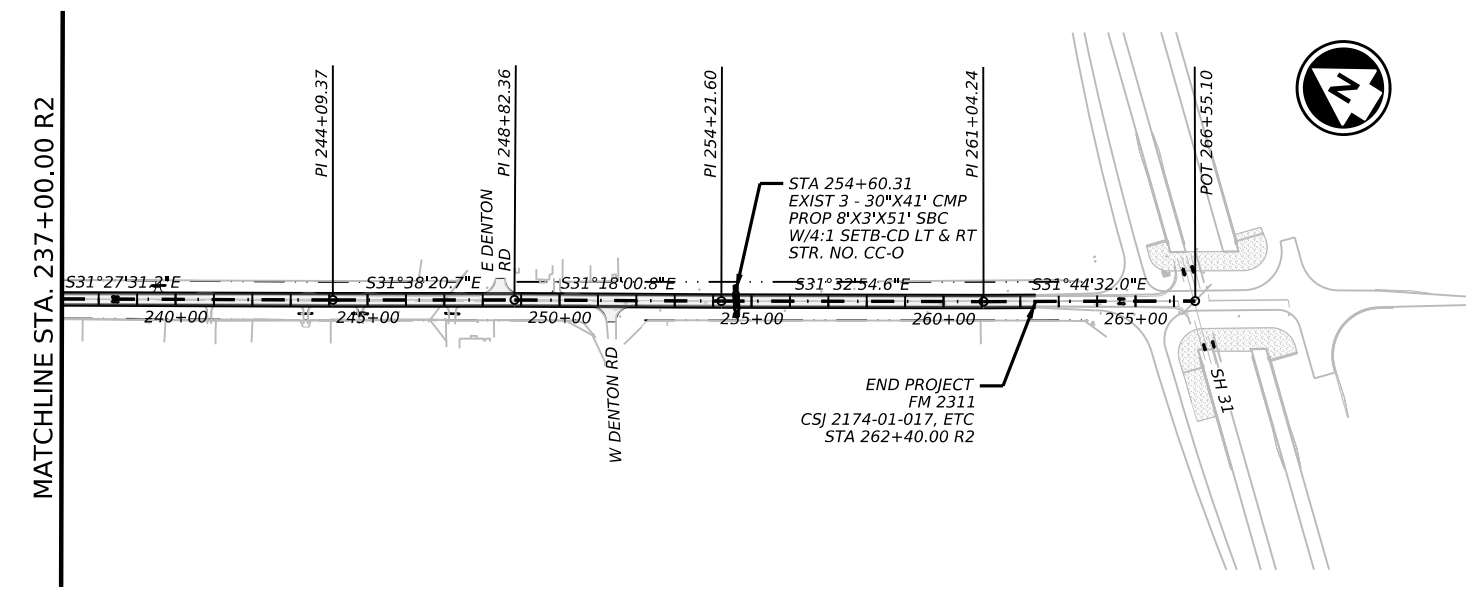 MATCHLINE STA. 237+00.00 R2
PI 244+09.37
PI 248+82.36
PI 254+21.60
PI 261+04.24
POT 266+55.10
N
E DENTON
RD
STA 254+60.31
EXIST 3 - 30"X41' CMP
PROP 8'X3'X51' SBC
W/4:1 SETB-CD LT & RT
STR. NO. CC-O
S31°27'31.2"E
S31°38'20.7"E
S31°18'00.8"E
S31°32'54.6"E
S31°44'32.0"E
240+00
245+00
250+00
255+00
260+00
265+00
W DENTON RD
END PROJECT
FM 2311
CSJ 2174-01-017, ETC
STA 262+40.00 R2
SH 31